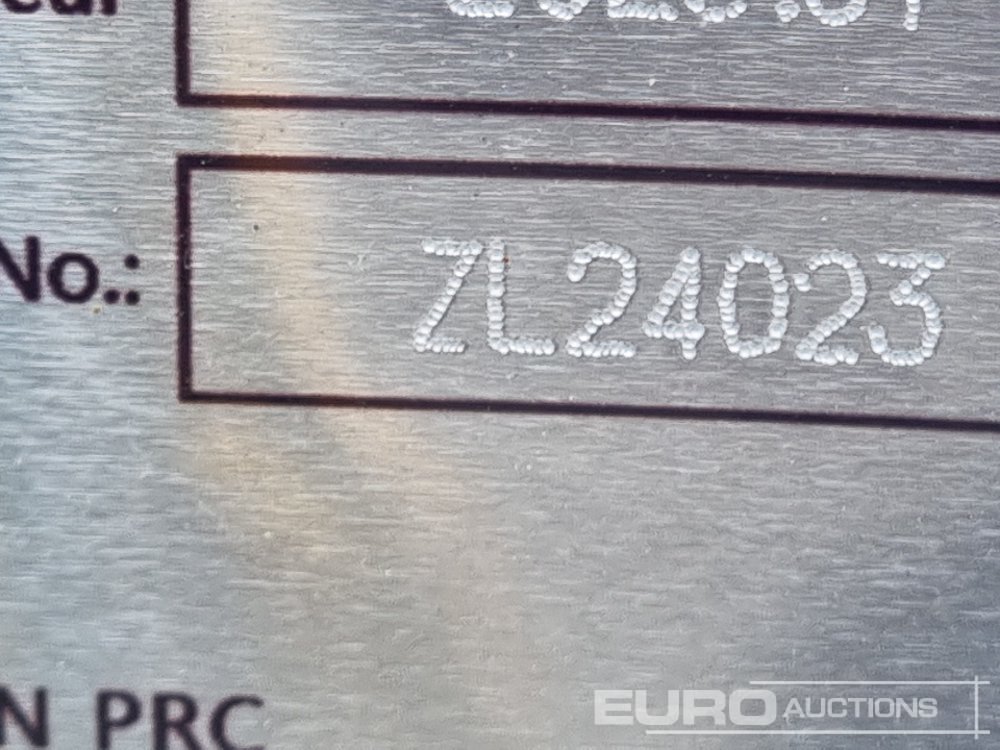 No.: ZL24023
N PRC
EURO AUCTIONS